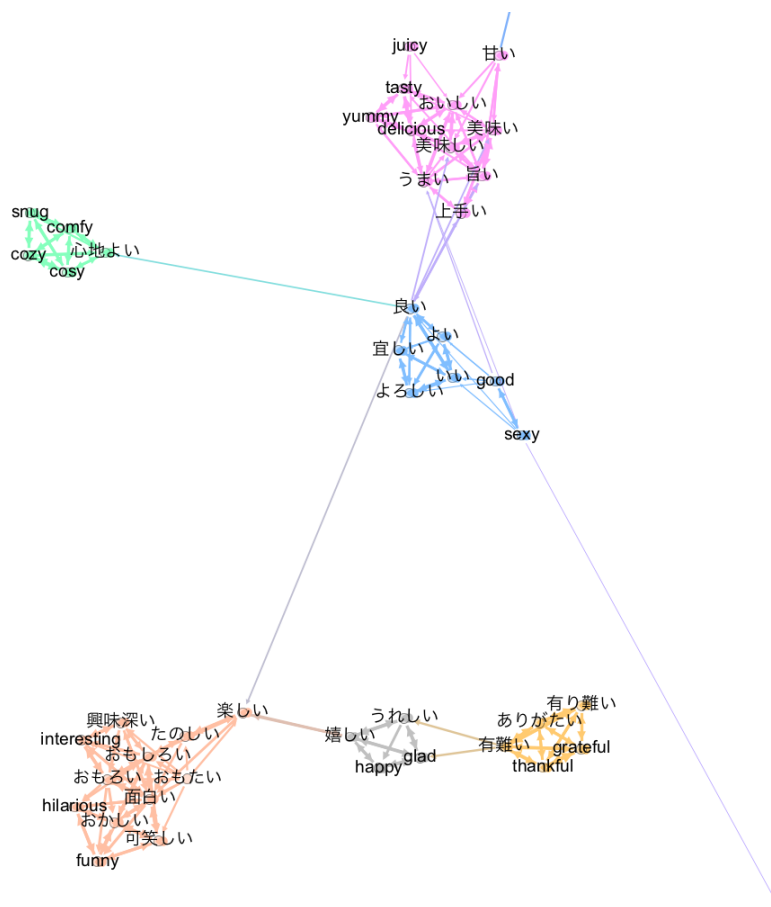 juicy
甘い
tasty
おいしい
yummy
delicious
美味い
美味しい
うまい
旨い
上手い
snug
comfy
心地よい
cozy
cosy
良い
よい
宜しい
いい
good
よろしい
sexy
有り難い
楽しい
うれしい
ありがたい
興味深い
たのしい
嬉しい
interesting
おもしろい
有難い
grateful
glad
happy
thankful
おもろい
おもたい
面白い
hilarious
おかしい
可笑しい
funny